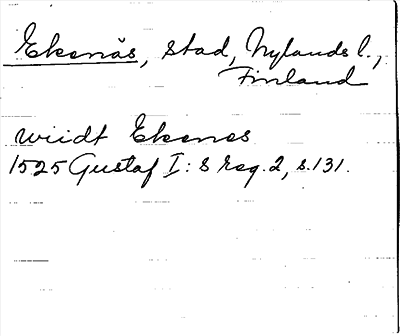 Ekenäs, stad, Nylands l.,
Finland
wiidt Ekenes
1525 Gustaf I:s reg. 2, s. 131.